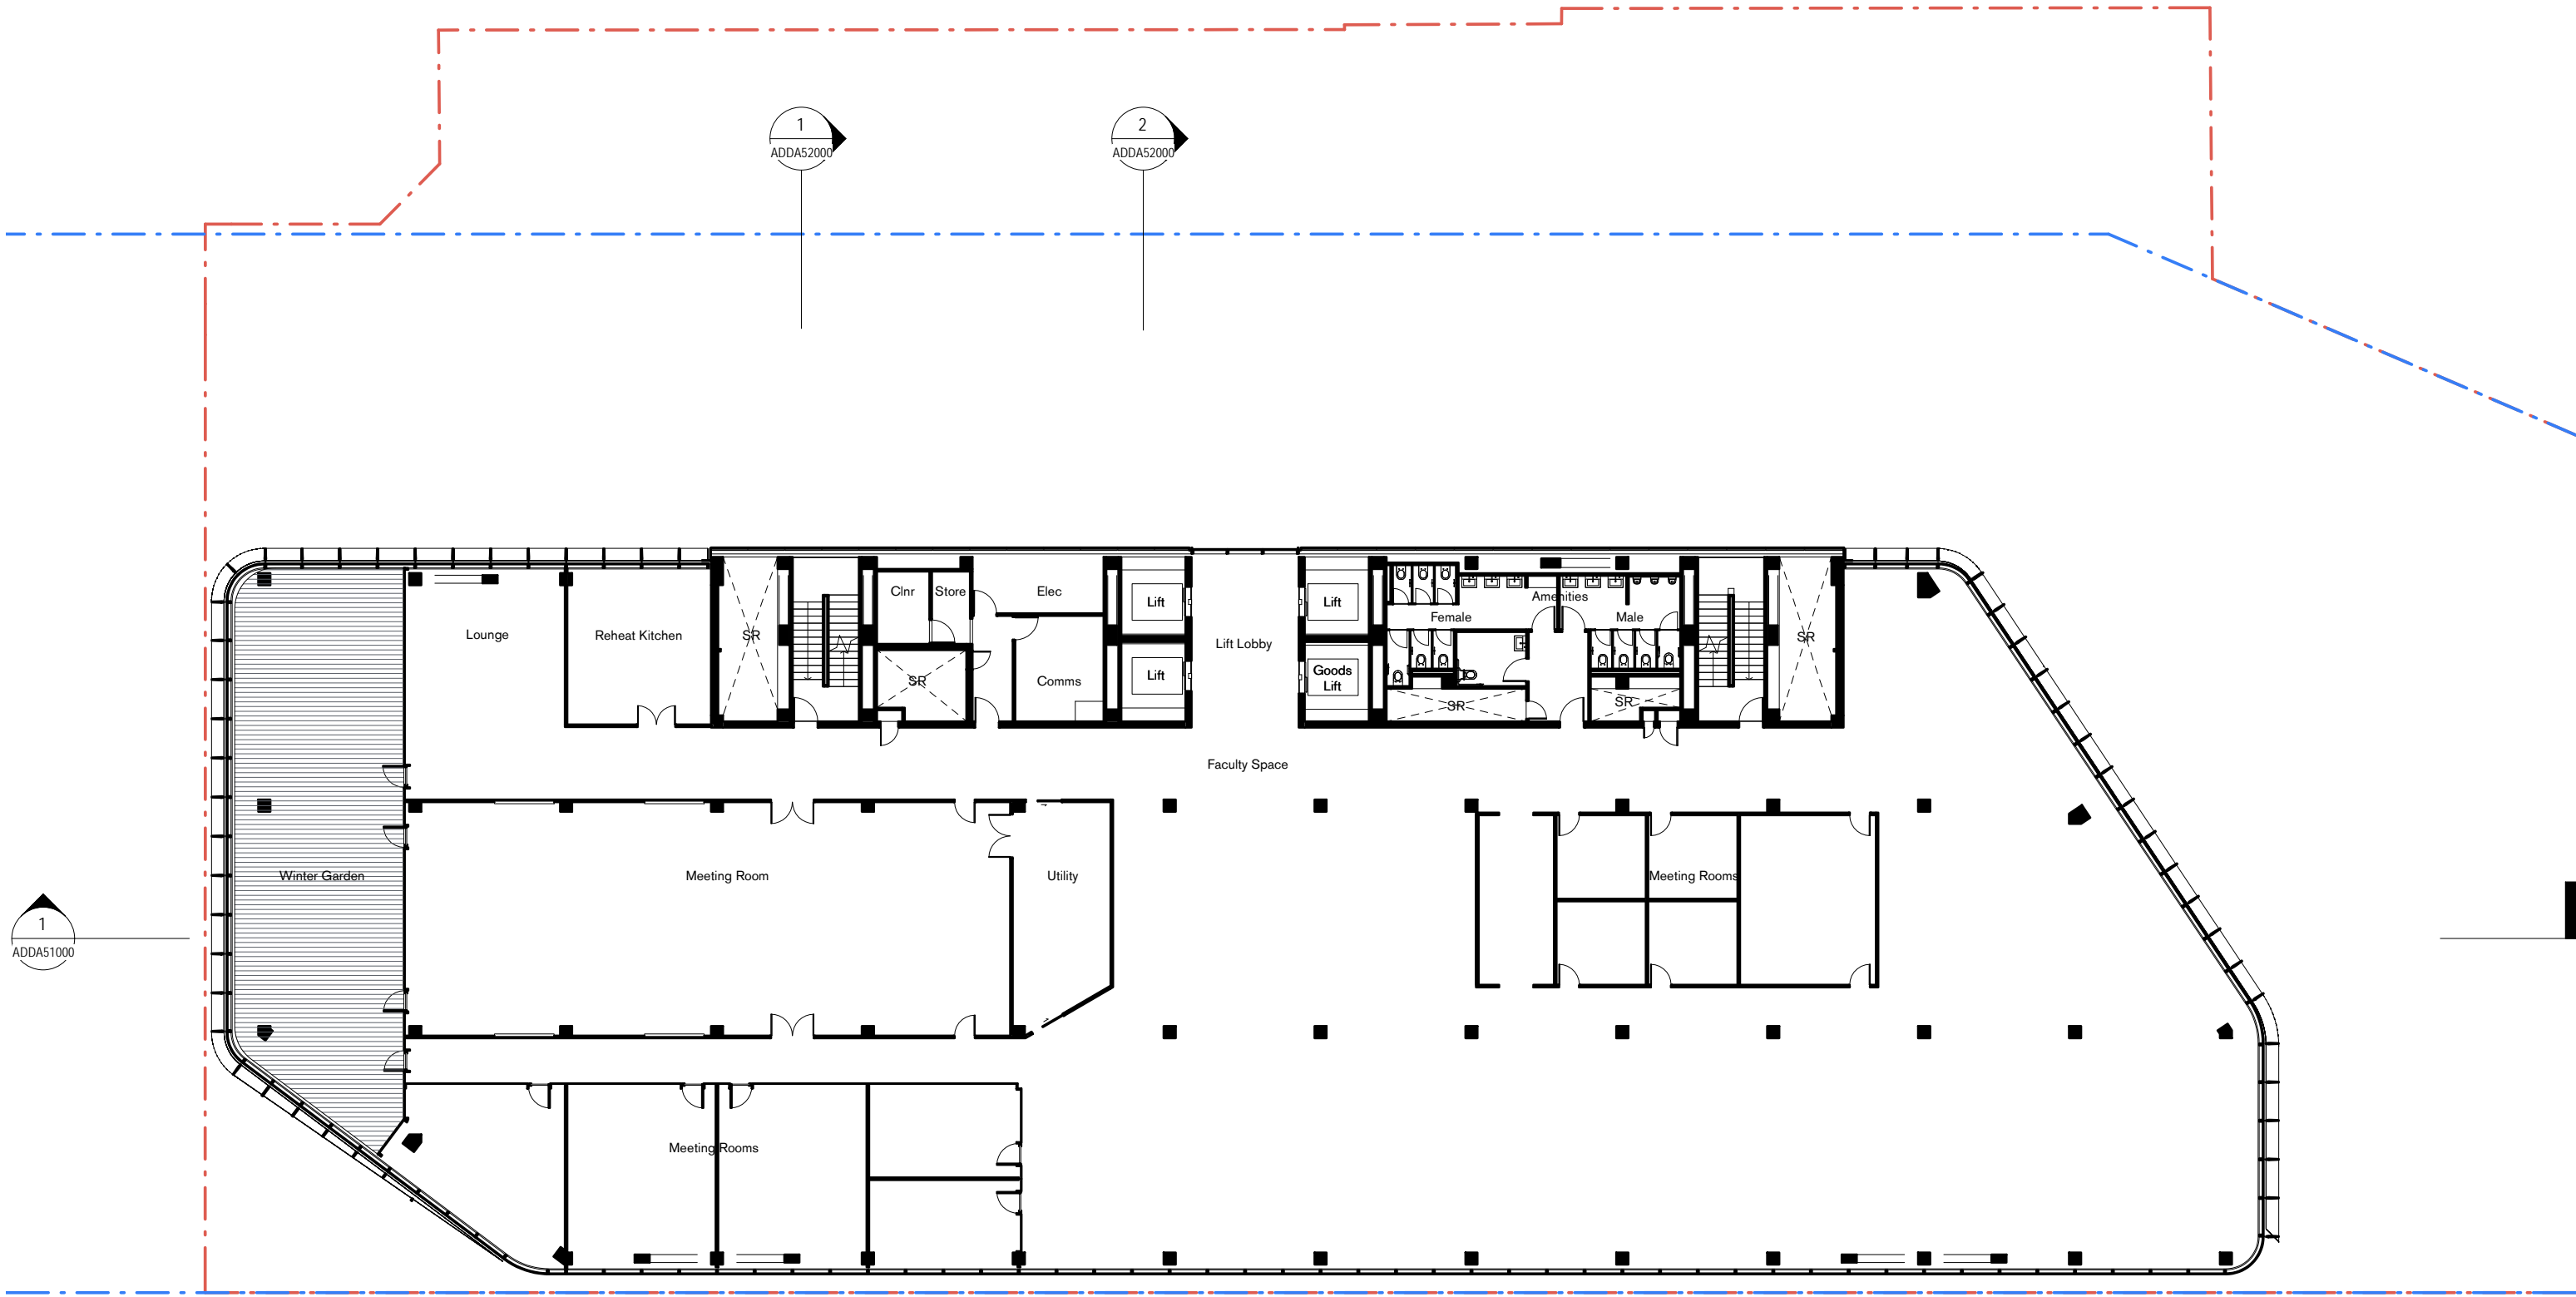 1
ADDA52000
2
ADDA52000
Clnr
Store
Elec
Lift
Lift
Amenities
Female
Male
Lounge
Reheat Kitchen
SR
Lift Lobby
SR
Goods
Lift
SR
Comms
Lift
SR
SR
Faculty Space
Winter Garden
Meeting Room
Utility
Meeting Rooms
1
ADDA51000
Meeting Rooms